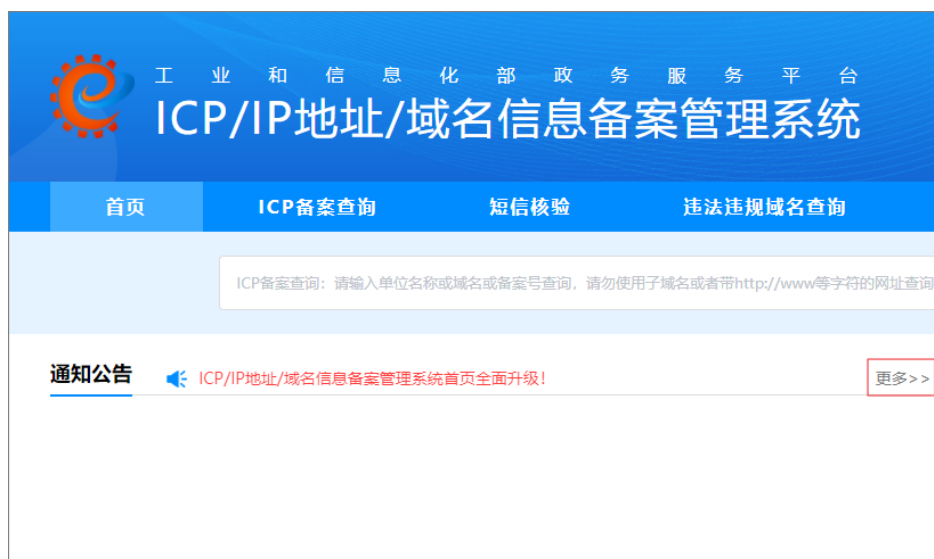 工业和信息化部政务服务平台
ICP/IP地址/域名信息备案管理系统
首页 ICP备案查询 短信核验 违法违规域名查询
ICP备案查询：请输入单位名称或域名或备案号查询，请勿使用子域名或者带http://www等字符的网址查询
通知公告 ICP/IP地址/域名信息备案管理系统首页全面升级！ 更多>>